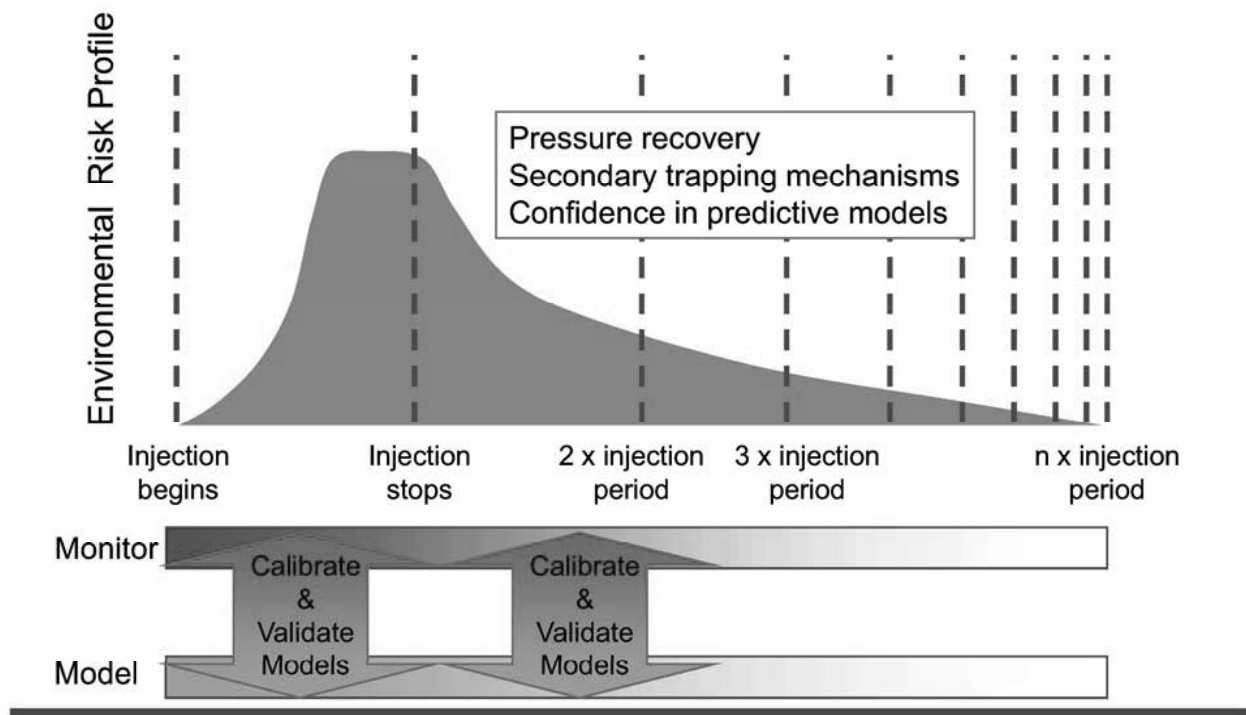 Environmental Risk Profile
Pressure recovery
Secondary trapping mechanisms
Confidence in predictive models
Injection
begins
Injection
stops
2 x injection
period
3 x injection
period
n x injection
period
Monitor
Calibrate
&
Validate
Models
Calibrate
&
Validate
Models
Model